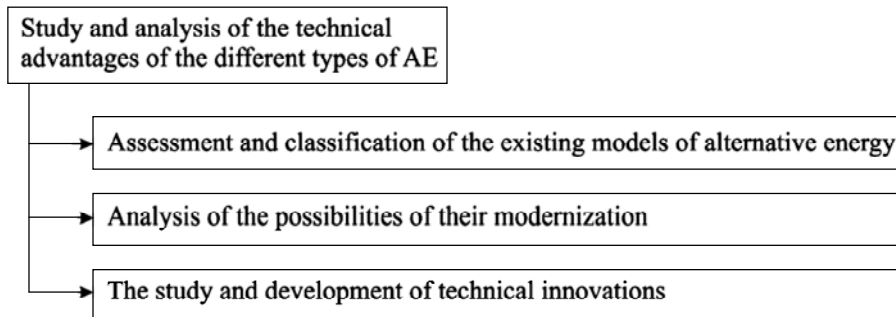 Study and analysis of the technical
advantages of the different types of AE
Assessment and classification of the existing models of alternative energy
Analysis of the possibilities of their modernization
The study and development of technical innovations